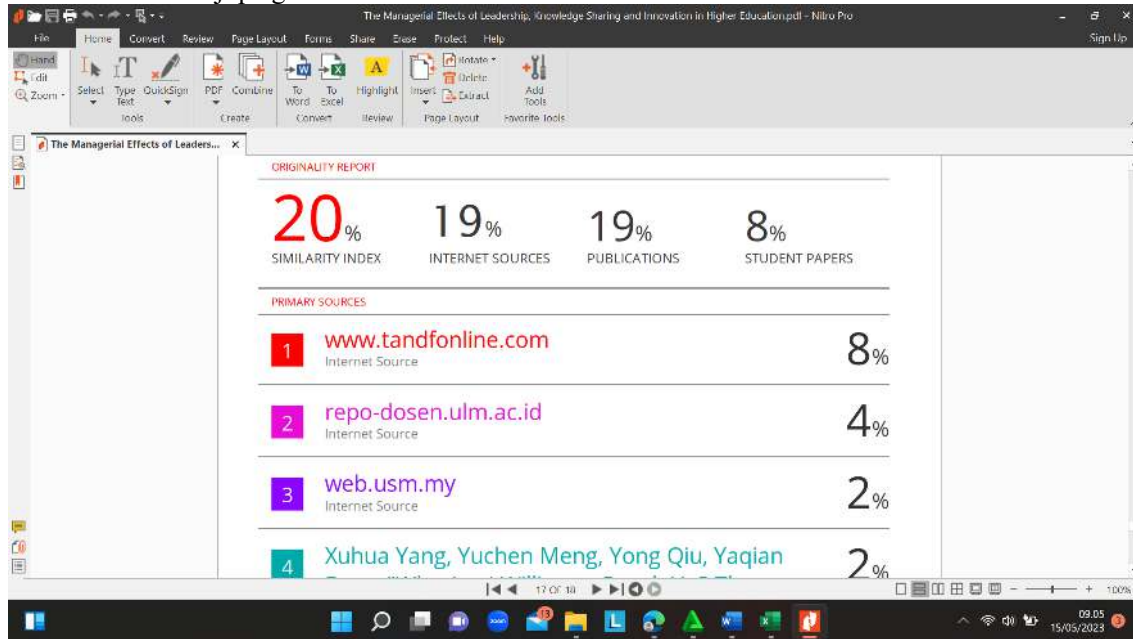 The Managerial Effects of Leadership, Knowledge Sharing and Innovation in Higher Education.pdf - Nitro Pro
File Home Convert Review Page Layout Forms Share Erase Protect Help Sign Up
Hand
Edit
Zoom
Select Type Text QuickSign PDF Combine To Word To Excel Highlight Insert Rotate Delete Extract Add Tools
Tools Create Convert Review Page Layout Favorite Tools
The Managerial Effects of Leaders...
ORIGINALITY REPORT
20% 19% 19% 8%
SIMILARITY INDEX INTERNET SOURCES PUBLICATIONS STUDENT PAPERS
PRIMARY SOURCES
1 www.tandfonline.com 8%
Internet Source
2 repo-dosen.ulm.ac.id 4%
Internet Source
3 web.usm.my 2%
Internet Source
4 Xuhua Yang, Yuchen Meng, Yong Qiu, Yaqian 2%
17 OF 18 100%
09.05
15/05/2023